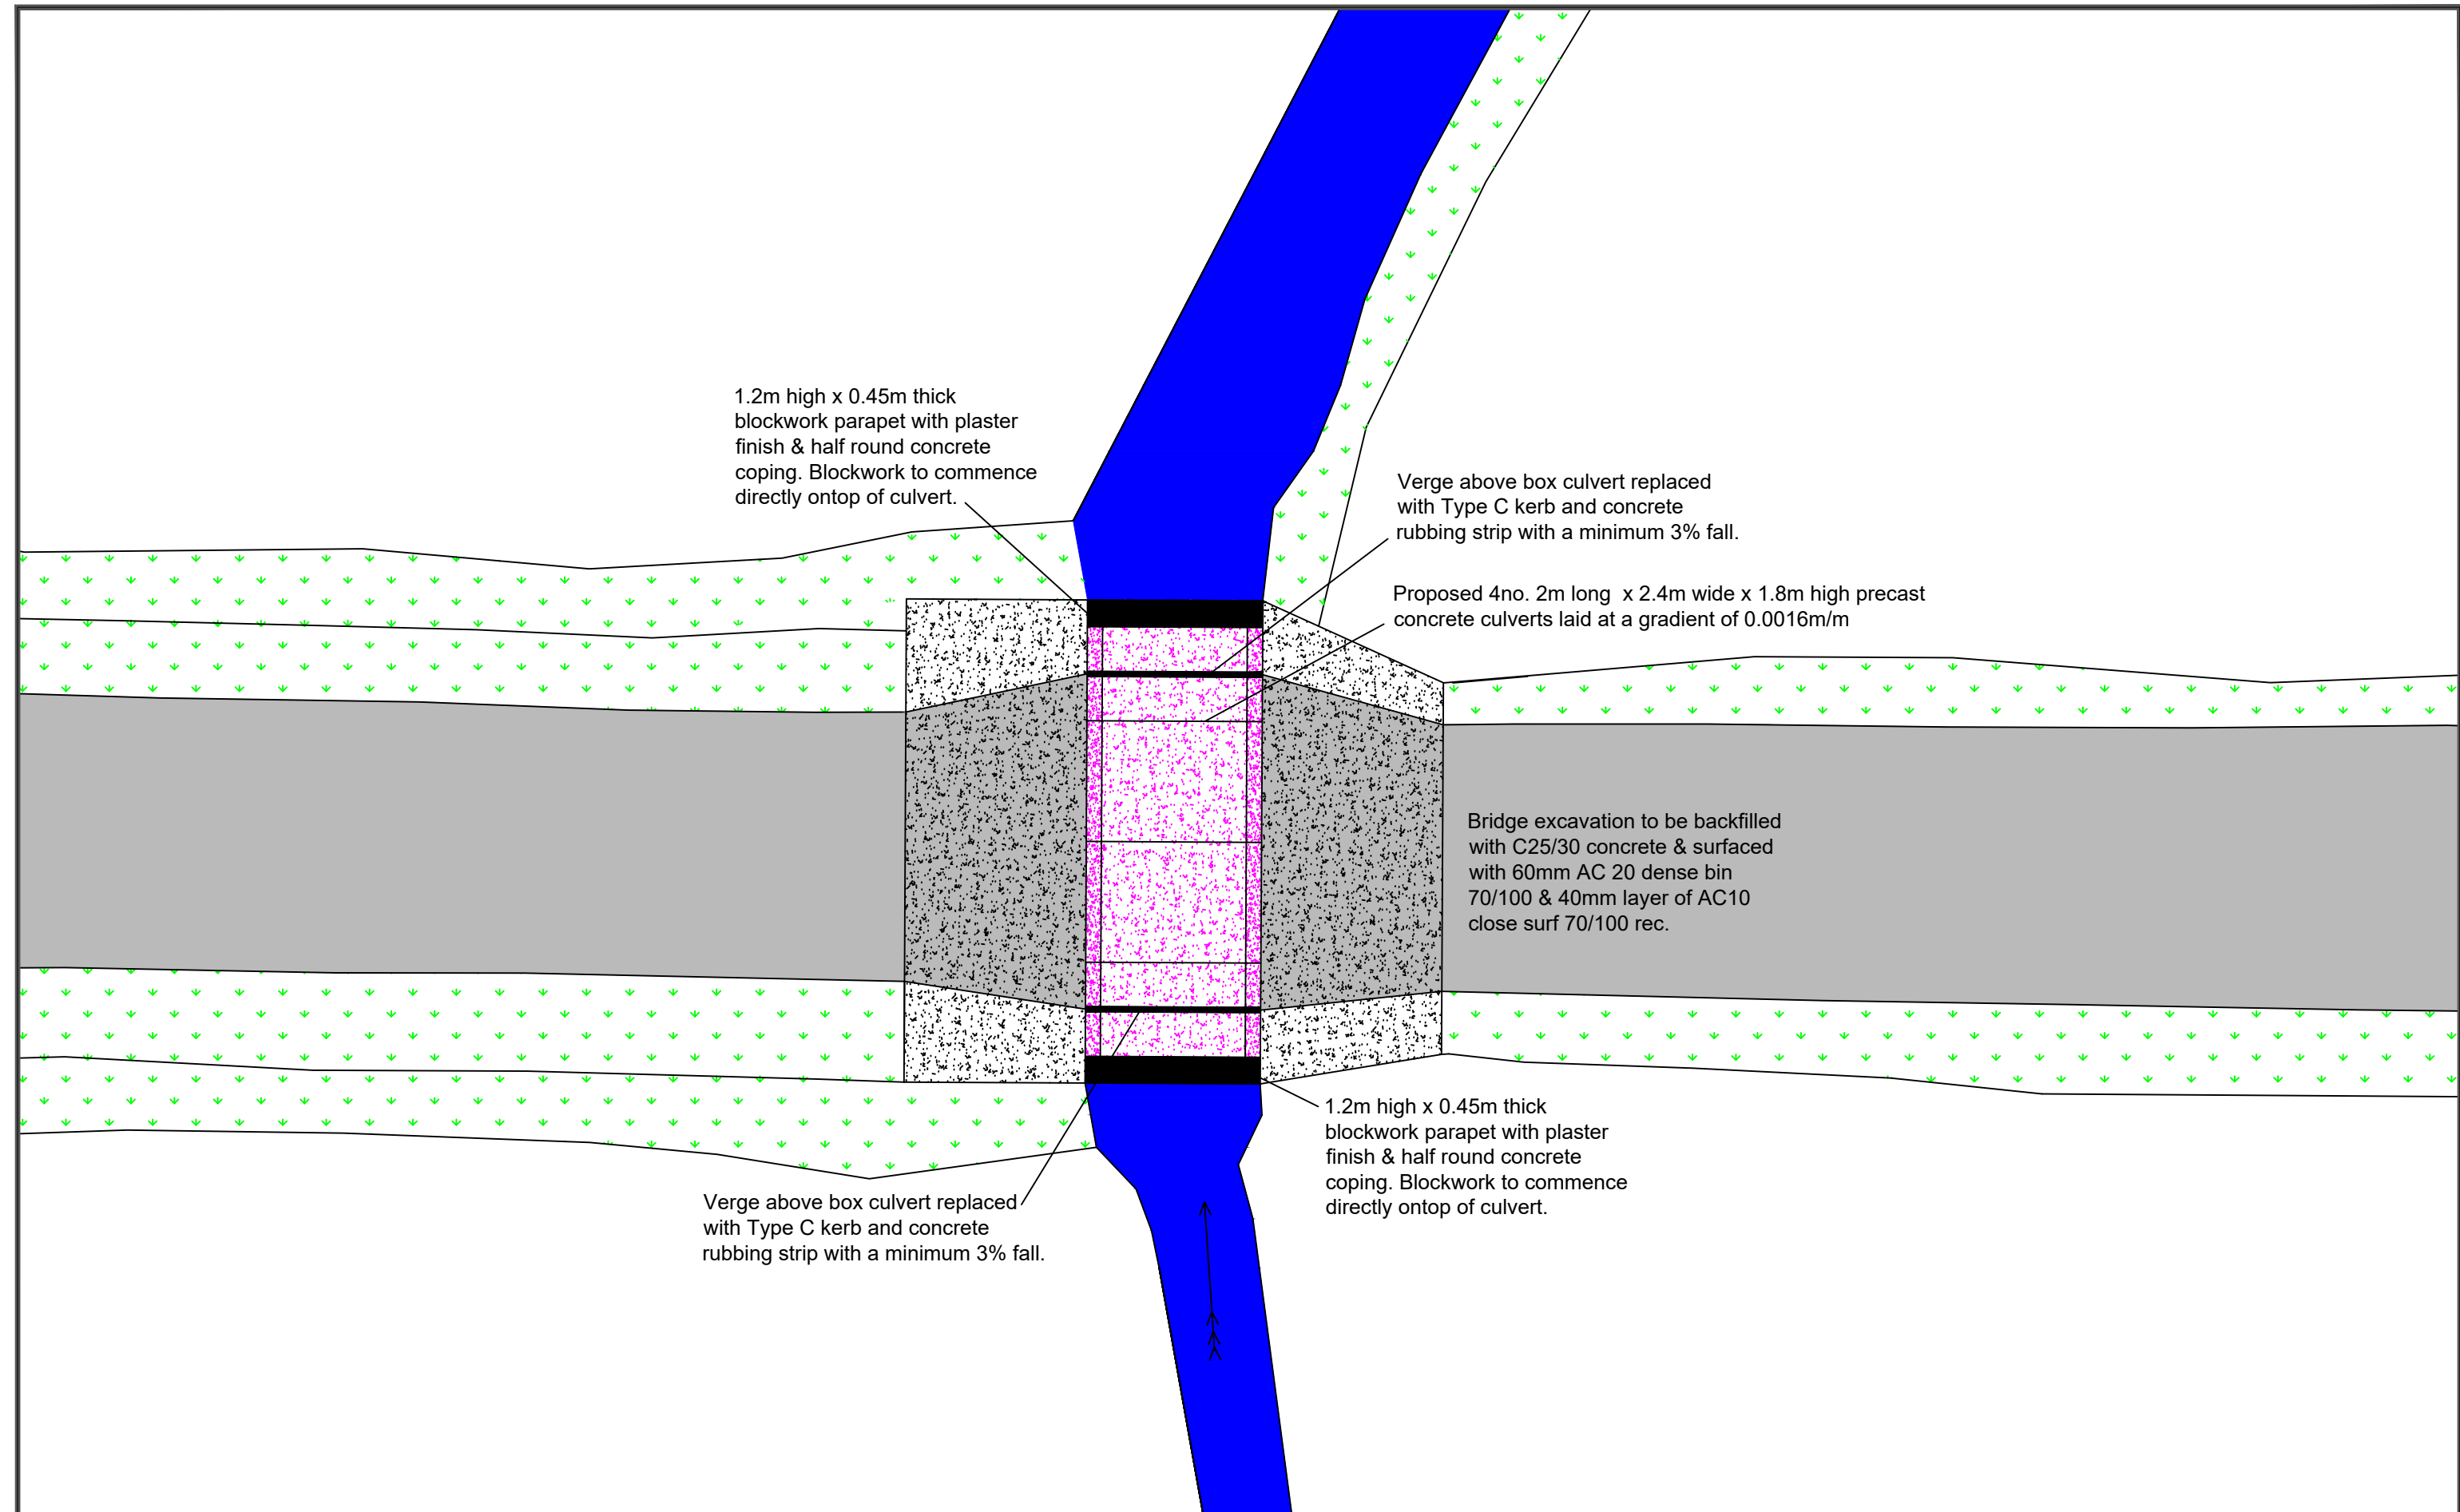 1.2m high x 0.45m thick
blockwork parapet with plaster
finish & half round concrete
coping. Blockwork to commence
directly ontop of culvert.
Verge above box culvert replaced
with Type C kerb and concrete
rubbing strip with a minimum 3% fall.
Proposed 4no. 2m long x 2.4m wide x 1.8m high precast
concrete culverts laid at a gradient of 0.0016m/m
Bridge excavation to be backfilled
with C25/30 concrete & surfaced
with 60mm AC 20 dense bin
70/100 & 40mm layer of AC10
close surf 70/100 rec.
1.2m high x 0.45m thick
blockwork parapet with plaster
finish & half round concrete
coping. Blockwork to commence
directly ontop of culvert.
Verge above box culvert replaced
with Type C kerb and concrete
rubbing strip with a minimum 3% fall.